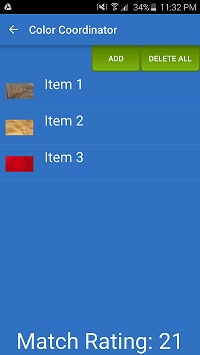 34% 11:32 PM
Color Coordinator
ADD DELETE ALL
Item 1
Item 2
Item 3
Match Rating: 21